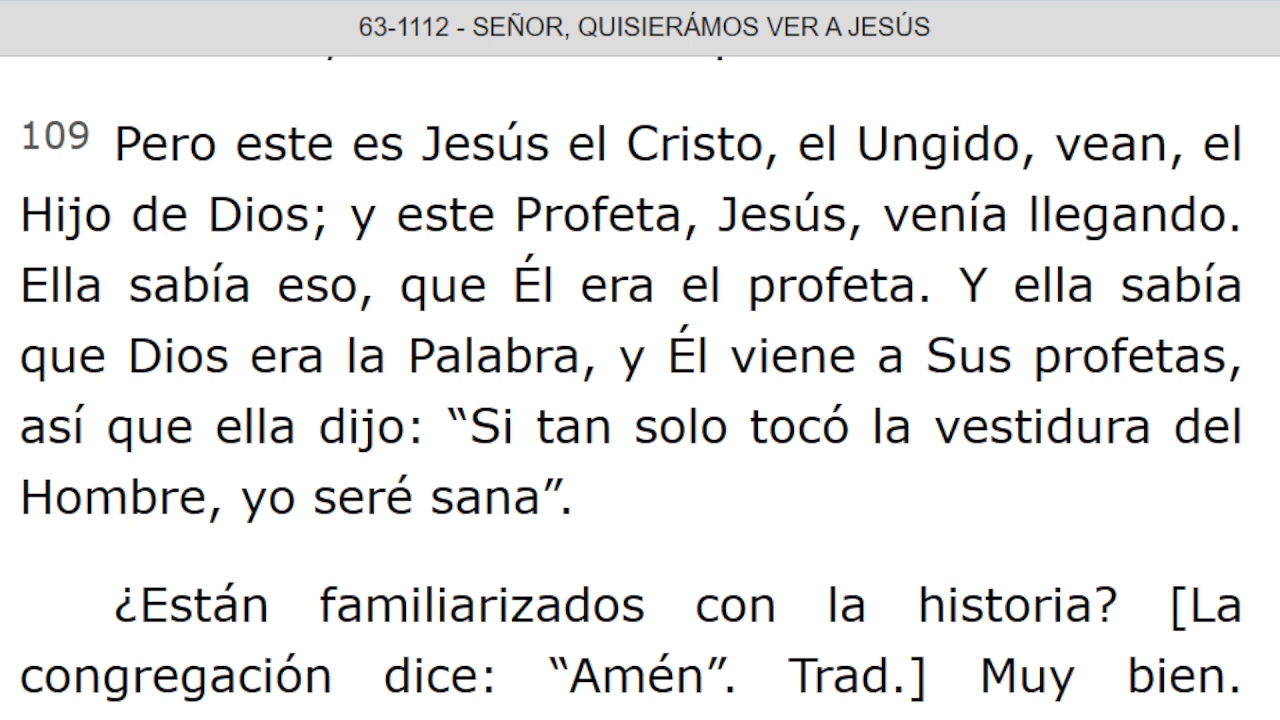 63-1112 - SEÑOR, QUISIERÁMOS VER A JESÚS
109 Pero este es Jesús el Cristo, el Ungido, vean, el
Hijo de Dios; y este Profeta, Jesús, venía llegando.
Ella sabía eso, que Él era el profeta. Y ella sabía
que Dios era la Palabra, y Él viene a Sus profetas,
así que ella dijo: “Si tan solo tocó la vestidura del
Hombre, yo seré sana”.
¿Están familiarizados con la historia? [La
congregación dice: “Amén”. Trad.] Muy bien.